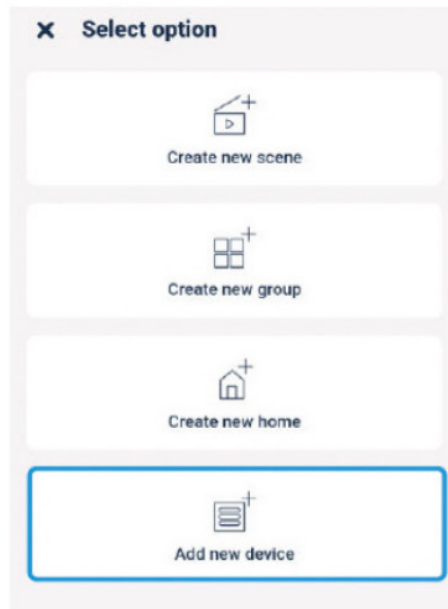 Select option
Create new scene
Create new group
Create new home
Add new device